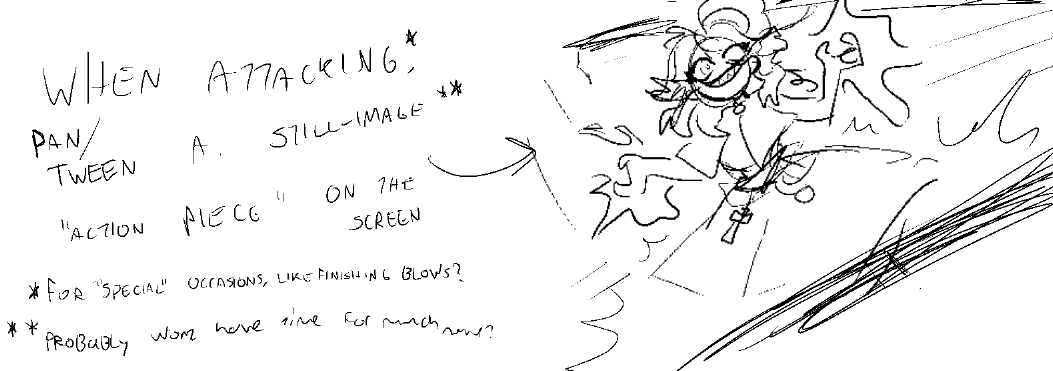 WHEN ATTACKING,*
PAN/
TWEEN A. STILL-IMAGE **
"ACTION PIECE" ON THE
SCREEN
*FOR "SPECIAL" OCCASIONS, LIKE FINISHING BLOWS?
**PROBABLY won't have time for much more?